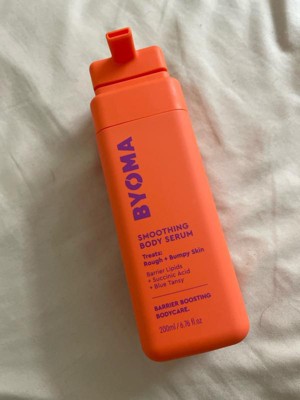 BYOMA
SMOOTHING
BODY SERUM
Treats:
Rough + Bumpy Skin
Barrier Lipids
+ Succinic Acid
+ Blue Tansy
BARRIER BOOSTING
BODYCARE.
200ml / 6.76 fl oz